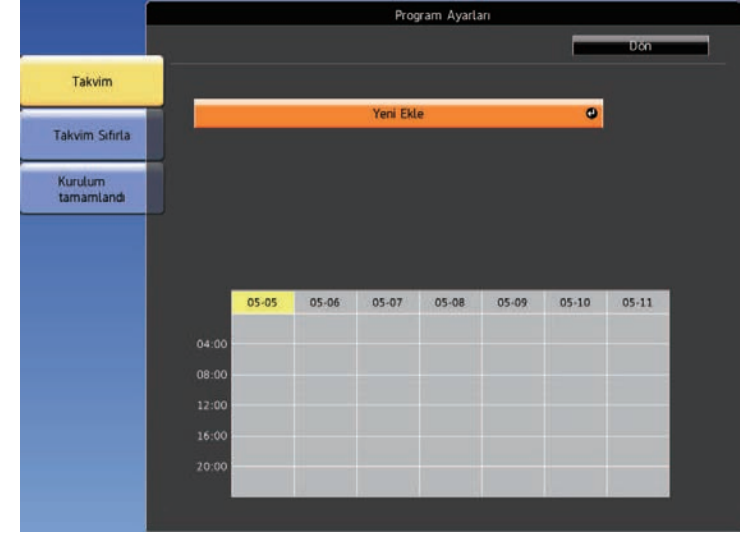 Program Ayarları
Dön
Takvim
Takvim Sıfırla
Kurulum
tamamlandı
Yeni Ekle
05-05 05-06 05-07 05-08 05-09 05-10 05-11
04:00
08:00
12:00
16:00
20:00